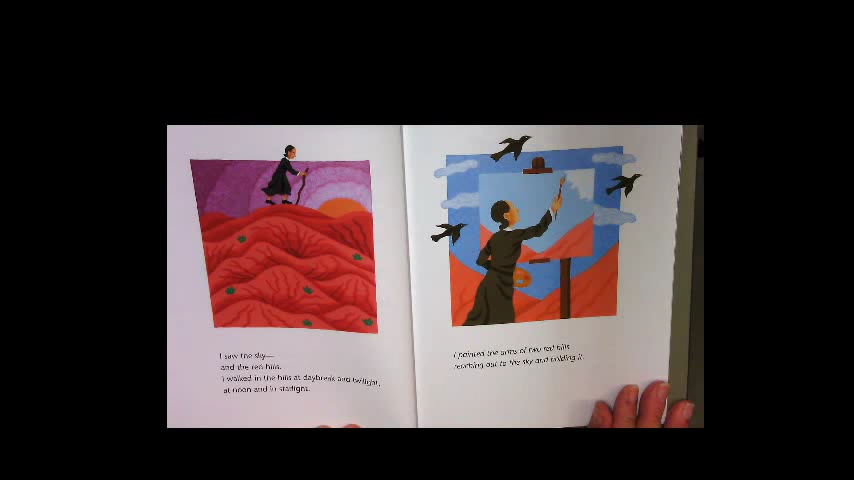 I saw the sky—
and the red hills.
I walked in the hills at daybreak and twilight,
at noon and in starlight.
I painted the arms of two red hills
reaching out to the sky and holding it.